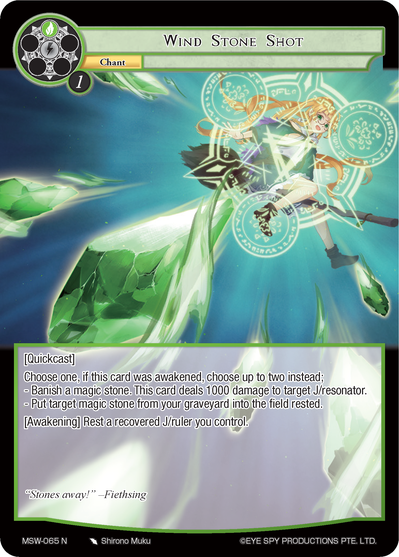 Wind Stone Shot
Chant
1
[Quickcast]
Choose one, if this card was awakened, choose up to two instead;
- Banish a magic stone. This card deals 1000 damage to target J/resonator.
- Put target magic stone from your graveyard into the field rested.
[Awakening] Rest a recovered J/ruler you control.
"Stones away!" –Fiethsing
MSW-065 N Shirono Muku ©EYE SPY PRODUCTIONS PTE. LTD.